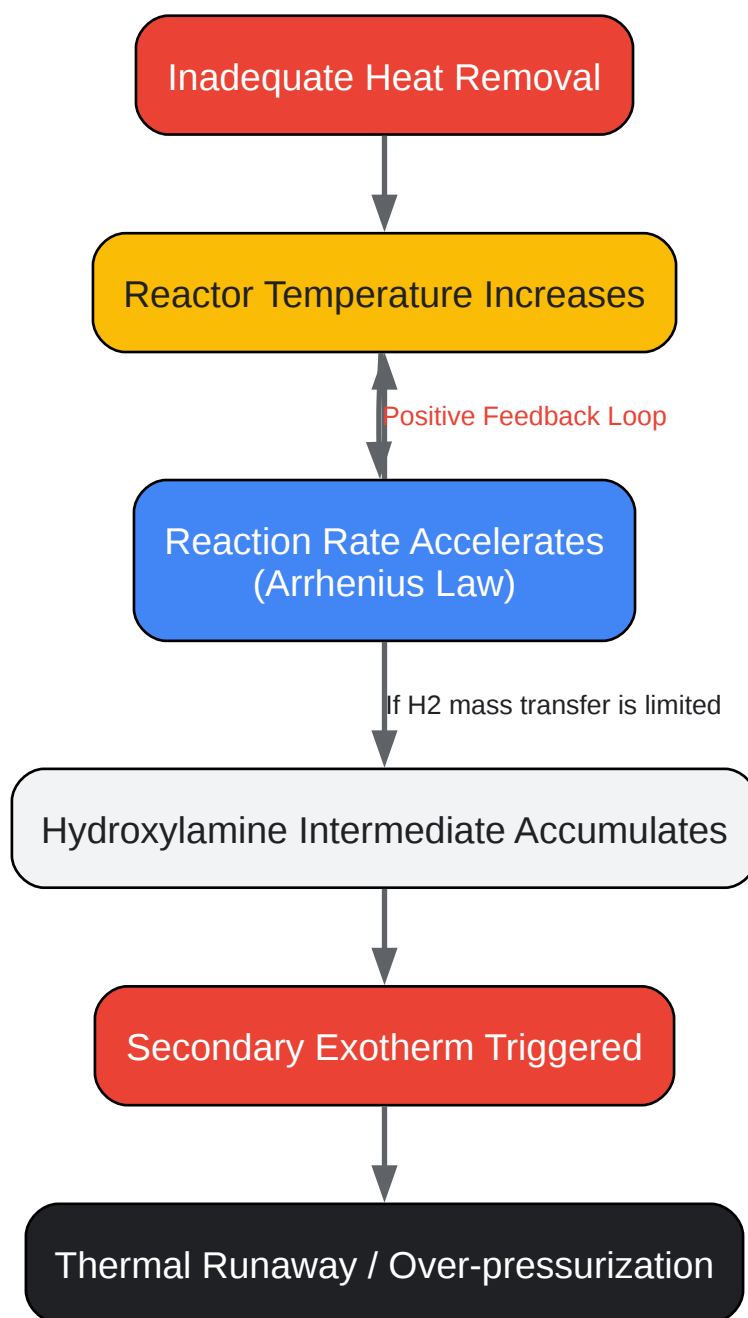 Inadequate Heat Removal
Reactor Temperature Increases
Positive Feedback Loop
Reaction Rate Accelerates
(Arrhenius Law)
If H2 mass transfer is limited
Hydroxylamine Intermediate Accumulates
Secondary Exotherm Triggered
Thermal Runaway / Over-pressurization